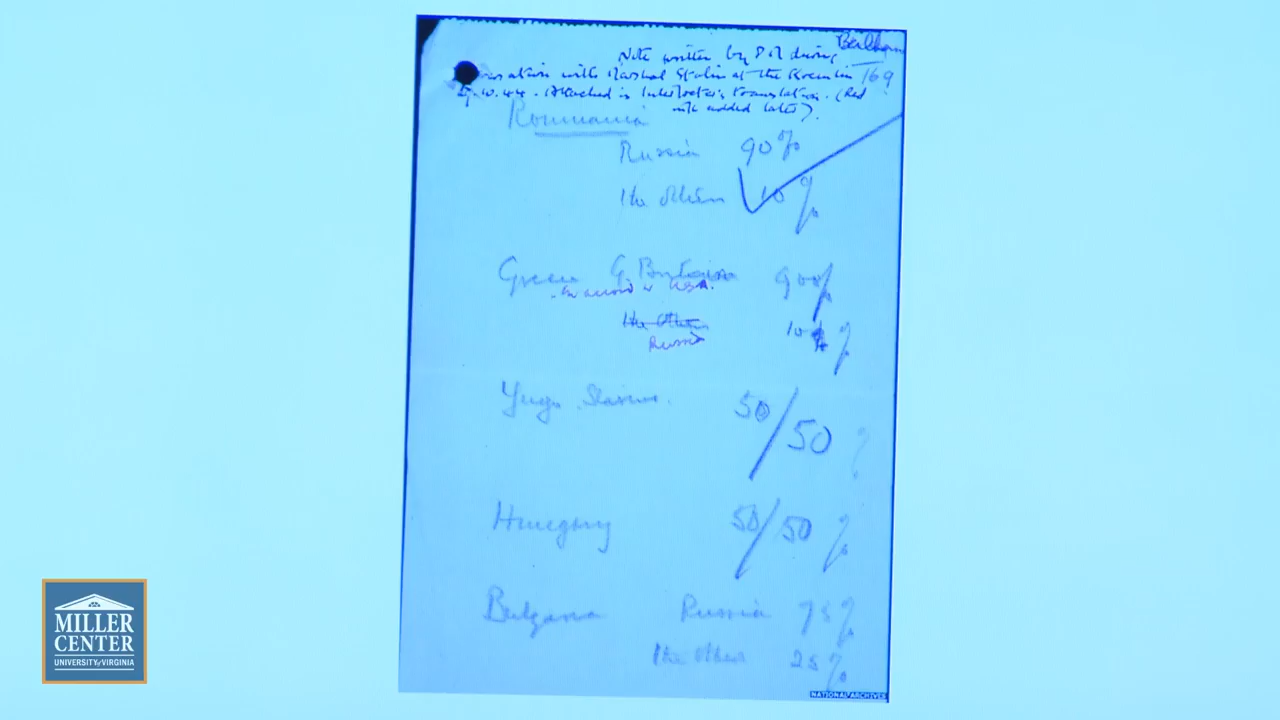 Note written by P.M during
conversation with Marshal Stalin at the Kremlin 169
9.10.44. Attached is Interpreter's translation. (Red
ink added later).
Roumania
Russia 90%
The others 10%
Greece G. Britain 90%
in accord w USA.
The others 10%
Russia
Yugo Slavia 50/50 %
Hungary 50/50 %
Bulgaria Russia 75%
The others 25%
NATIONAL ARCHIVES
MILLER
CENTER
UNIVERSITY of VIRGINIA